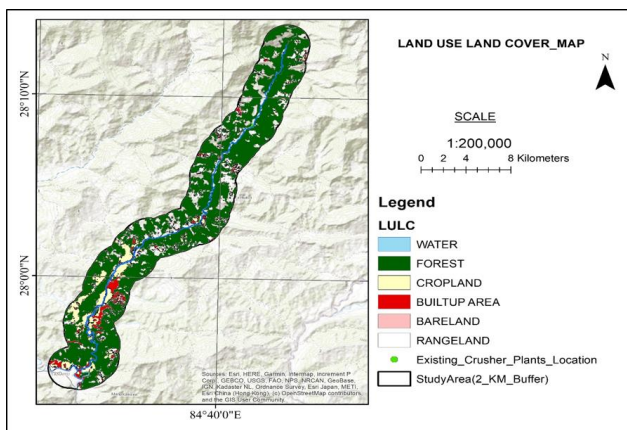 LAND USE LAND COVER_MAP
N
SCALE
1:200,000
0 2 4 8 Kilometers
Legend
LULC
WATER
FOREST
CROPLAND
BUILTUP AREA
BARELAND
RANGELAND
Existing_Crusher_Plants_Location
StudyArea(2_KM_Buffer)
28°10'0"N
28°0'0"N
84°40'0"E
Sources: Esri, HERE, Garmin, Intermap, increment P
Corp., GEBCO, USGS, FAO, NPS, NRCAN, GeoBase,
IGN, Kadaster NL, Ordnance Survey, Esri Japan, METI,
Esri China (Hong Kong), (c) OpenStreetMap contributors,
and the GIS User Community